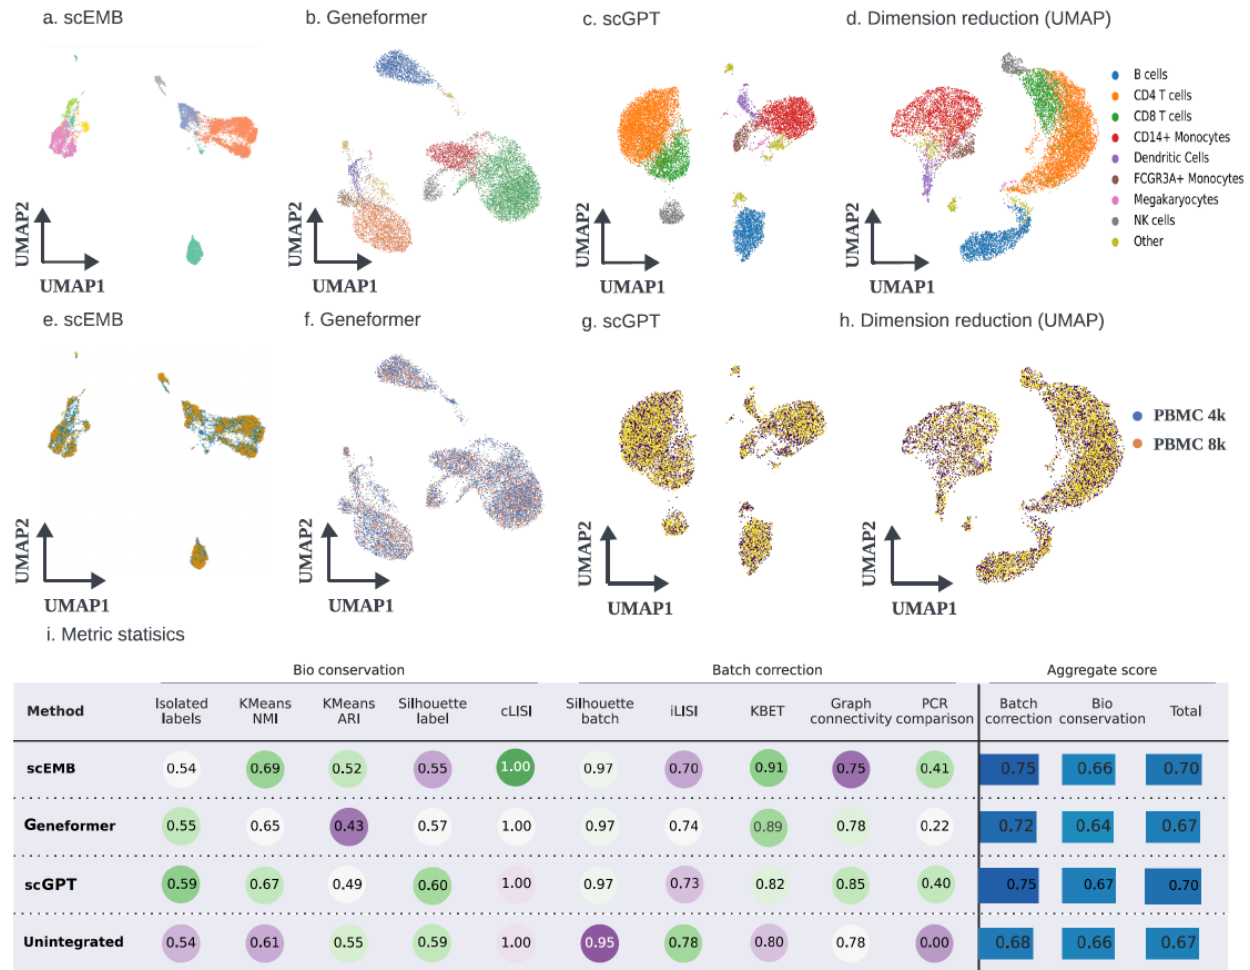 a. scEMB
b. Geneformer
c. scGPT
d. Dimension reduction (UMAP)
B cells
CD4 T cells
CD8 T cells
CD14+ Monocytes
Dendritic Cells
FCGR3A+ Monocytes
Megakaryocytes
NK cells
Other
UMAP2
UMAP1
UMAP2
UMAP1
UMAP2
UMAP1
UMAP2
UMAP1
e. scEMB
f. Geneformer
g. scGPT
h. Dimension reduction (UMAP)
PBMC 4k
PBMC 8k
UMAP2
UMAP1
UMAP2
UMAP1
UMAP2
UMAP1
UMAP2
UMAP1
i. Metric statisics
Bio conservation Batch correction Aggregate score
Method
Isolated labels
KMeans NMI
KMeans ARI
Silhouette label
cLISI
Silhouette batch
iLISI
KBET
Graph connectivity
PCR comparison
Batch correction
Bio conservation
Total
scEMB 0.54 0.69 0.52 0.55 1.00 0.97 0.70 0.91 0.75 0.41 0.75 0.66 0.70
Geneformer 0.55 0.65 0.43 0.57 1.00 0.97 0.74 0.89 0.78 0.22 0.72 0.64 0.67
scGPT 0.59 0.67 0.49 0.60 1.00 0.97 0.73 0.82 0.85 0.40 0.75 0.67 0.70
Unintegrated 0.54 0.61 0.55 0.59 1.00 0.95 0.78 0.80 0.78 0.00 0.68 0.66 0.67